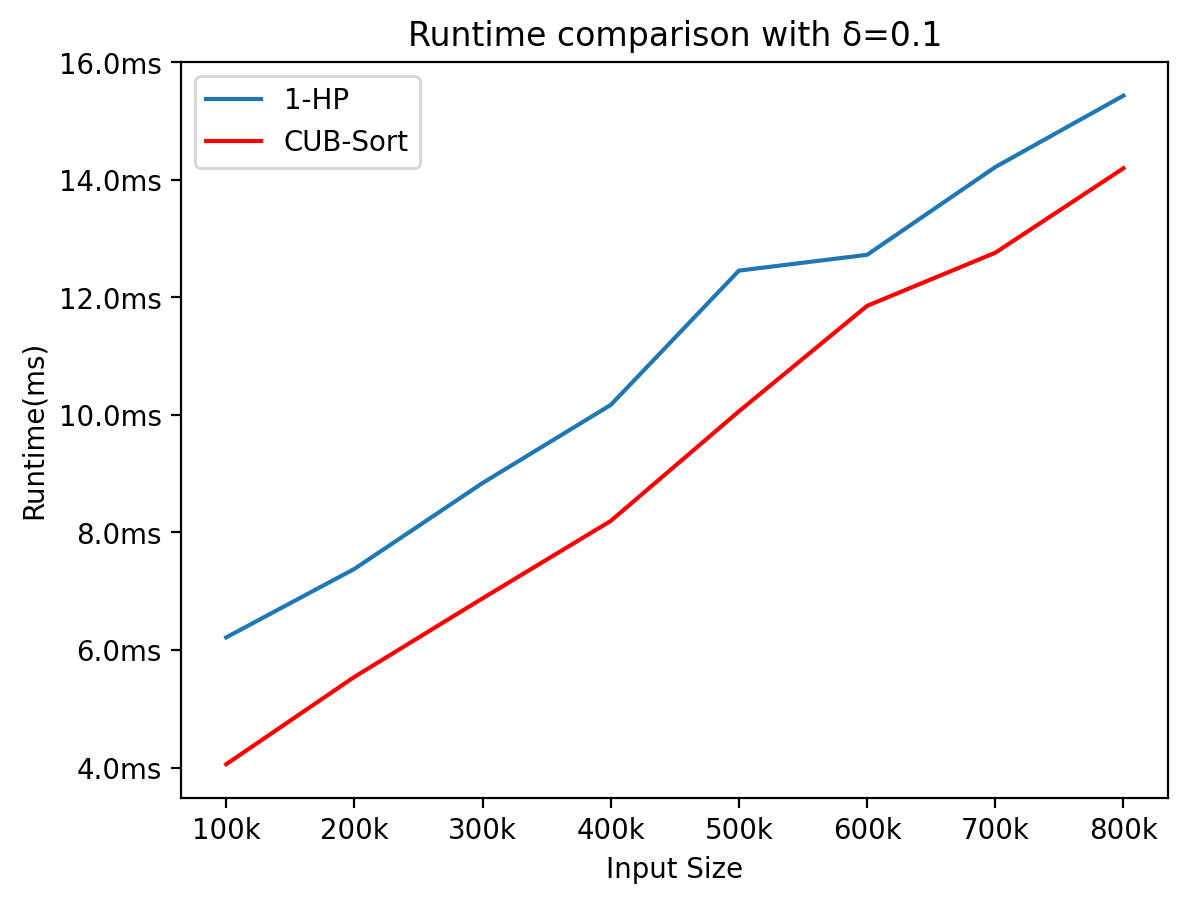 Runtime comparison with δ=0.1
16.0ms
14.0ms
12.0ms
10.0ms
8.0ms
6.0ms
4.0ms
Runtime(ms)
1-HP
CUB-Sort
100k 200k 300k 400k 500k 600k 700k 800k
Input Size